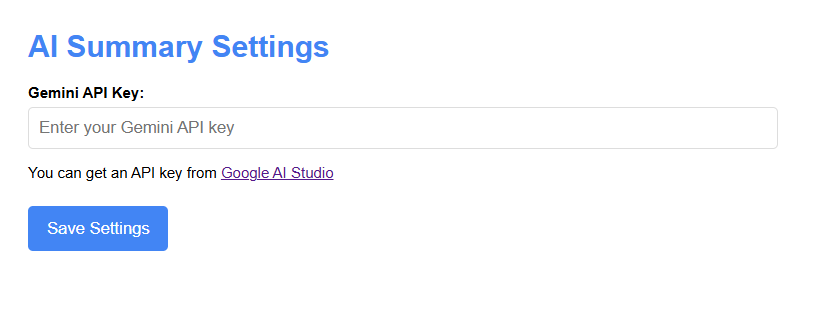 AI Summary Settings
Gemini API Key:
Enter your Gemini API key
You can get an API key from Google AI Studio
Save Settings